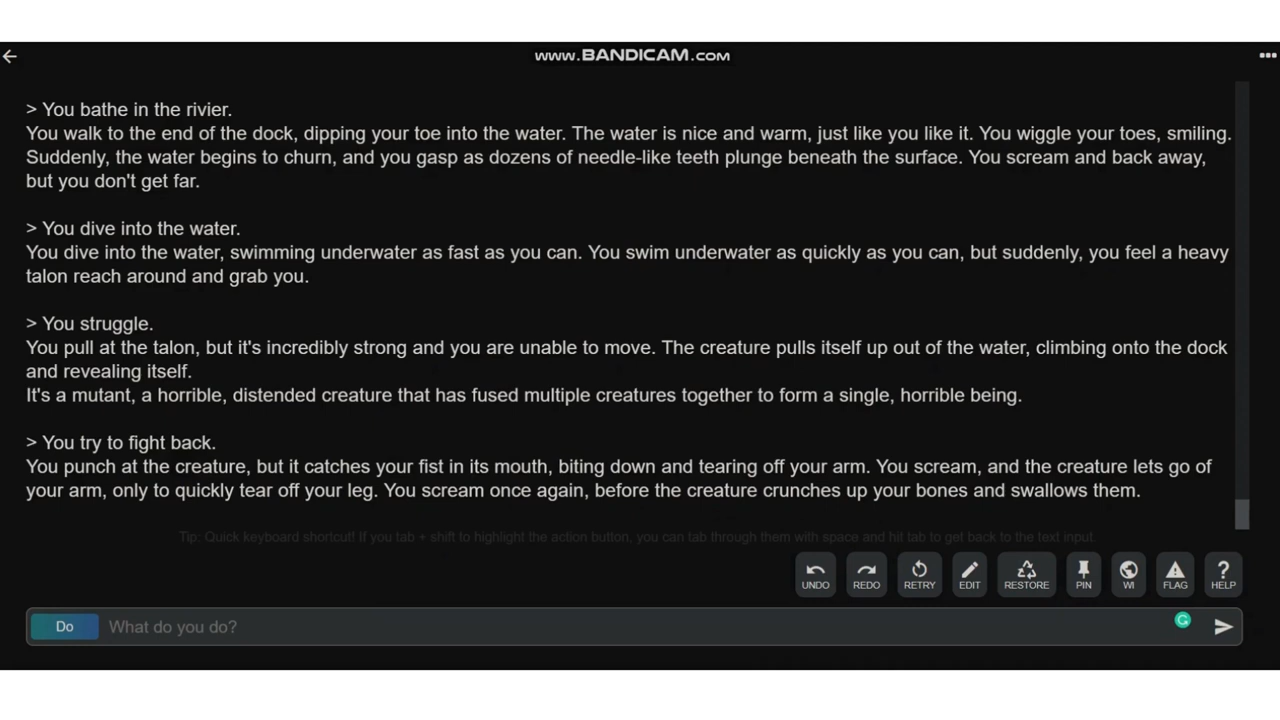 www.BANDICAM.com
> You bathe in the rivier.
You walk to the end of the dock, dipping your toe into the water. The water is nice and warm, just like you like it. You wiggle your toes, smiling.
Suddenly, the water begins to churn, and you gasp as dozens of needle-like teeth plunge beneath the surface. You scream and back away,
but you don't get far.
> You dive into the water.
You dive into the water, swimming underwater as fast as you can. You swim underwater as quickly as you can, but suddenly, you feel a heavy
talon reach around and grab you.
> You struggle.
You pull at the talon, but it's incredibly strong and you are unable to move. The creature pulls itself up out of the water, climbing onto the dock
and revealing itself.
It's a mutant, a horrible, distended creature that has fused multiple creatures together to form a single, horrible being.
> You try to fight back.
You punch at the creature, but it catches your fist in its mouth, biting down and tearing off your arm. You scream, and the creature lets go of
your arm, only to quickly tear off your leg. You scream once again, before the creature crunches up your bones and swallows them.
Tip: Quick keyboard shortcut! If you tab + shift to highlight the action button, you can tab through them with space and hit tab to get back to the text input.
UNDO REDO RETRY EDIT RESTORE PIN WI FLAG HELP
Do What do you do?